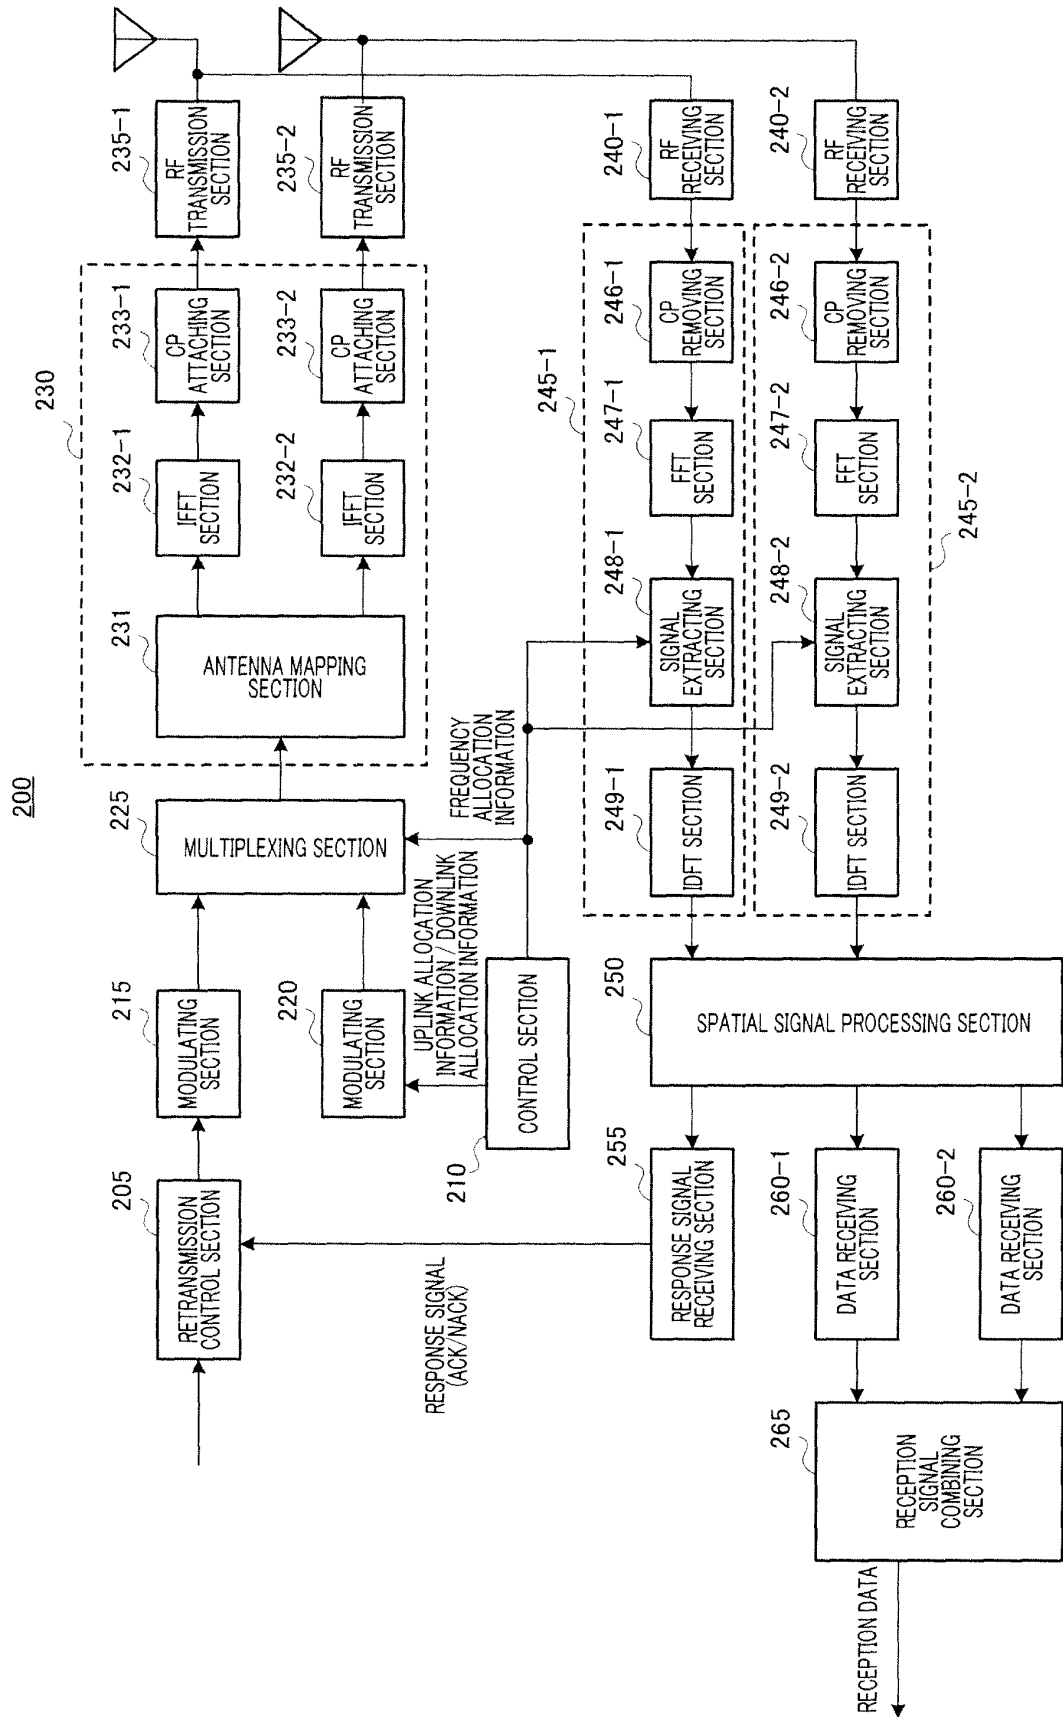 200
205
RETRANSMISSION
CONTROL SECTION
215
MODULATING
SECTION
220
MODULATING
SECTION
225
MULTIPLEXING SECTION
230
231
ANTENNA MAPPING
SECTION
232-1
IFFT
SECTION
233-1
CP
ATTACHING
SECTION
235-1
RF
TRANSMISSION
SECTION
232-2
IFFT
SECTION
233-2
CP
ATTACHING
SECTION
235-2
RF
TRANSMISSION
SECTION
UPLINK ALLOCATION
INFORMATION/DOWNLINK
ALLOCATION INFORMATION
FREQUENCY
ALLOCATION
INFORMATION
210
CONTROL SECTION
RESPONSE SIGNAL
(ACK/NACK)
245-1
240-1
RF
RECEIVING
SECTION
246-1
CP
REMOVING
SECTION
247-1
FFT
SECTION
248-1
SIGNAL
EXTRACTING
SECTION
249-1
IDFT SECTION
240-2
RF
RECEIVING
SECTION
246-2
CP
REMOVING
SECTION
247-2
FFT
SECTION
248-2
SIGNAL
EXTRACTING
SECTION
249-2
IDFT SECTION
245-2
250
SPATIAL SIGNAL PROCESSING SECTION
255
RESPONSE SIGNAL
RECEIVING SECTION
260-1
DATA RECEIVING
SECTION
260-2
DATA RECEIVING
SECTION
265
RECEPTION
SIGNAL
COMBINING
SECTION
RECEPTION DATA